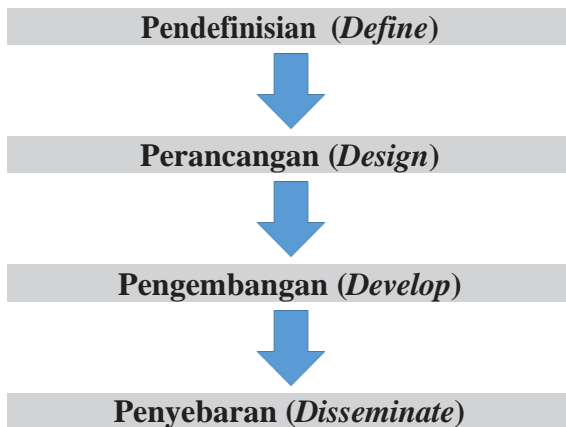 Pendefinisian (Define)
Perancangan (Design)
Pengembangan (Develop)
Penyebaran (Disseminate)